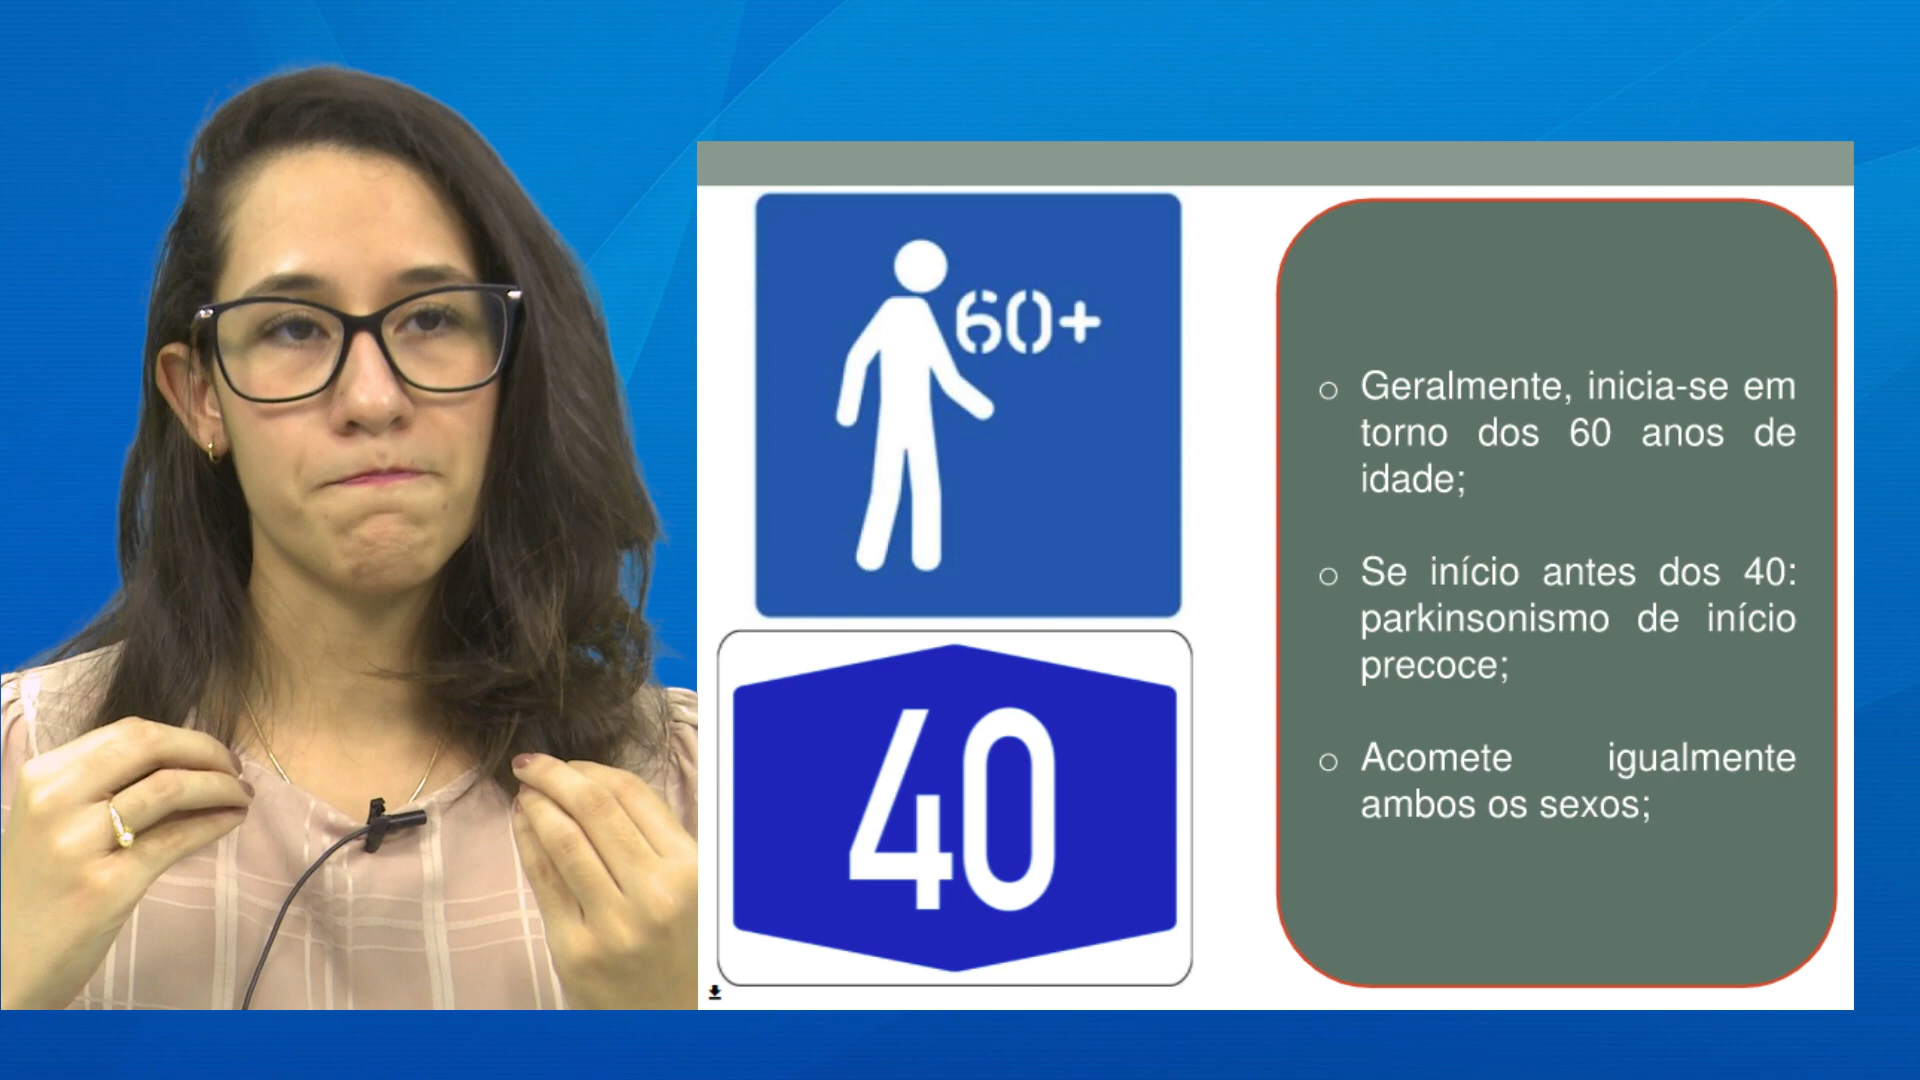 60+
40
Geralmente, inicia-se em
torno dos 60 anos de
idade;
Se início antes dos 40:
parkinsonismo de início
precoce;
Acomete igualmente
ambos os sexos;